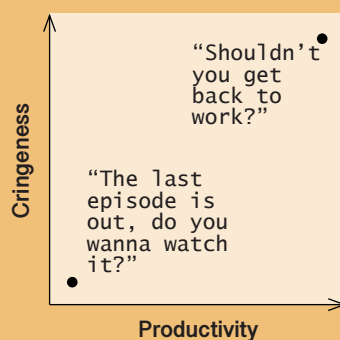 “Shouldn’t
you get
back to
work?”
Cringeness
“The last
episode is
out, do you
wanna watch
it?”
Productivity